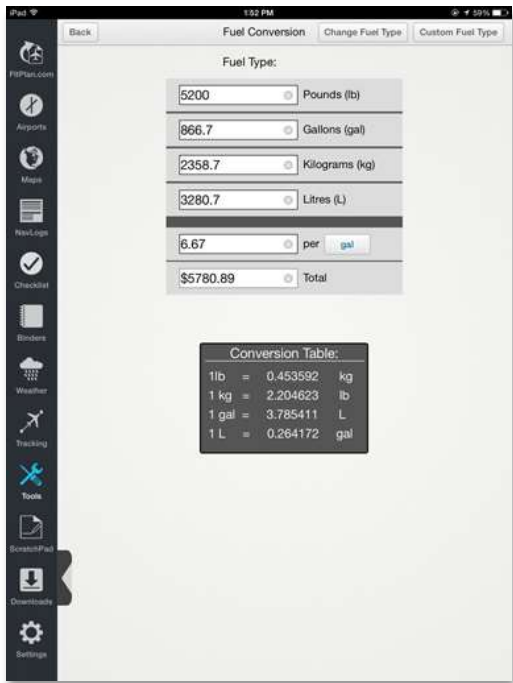 iPad
1:52 PM
59%
Back
Fuel Conversion
Change Fuel Type
Custom Fuel Type
Fuel Type:
5200 Pounds (lb)
866.7 Gallons (gal)
2358.7 Kilograms (kg)
3280.7 Litres (L)
6.67 per gal
$5780.89 Total
Conversion Table:
1lb = 0.453592 kg
1 kg = 2.204623 lb
1 gal = 3.785411 L
1 L = 0.264172 gal
FltPlan.com
Airports
Maps
NavLogs
Checklist
Binders
Weather
Tracking
Tools
ScratchPad
Downloads
Settings